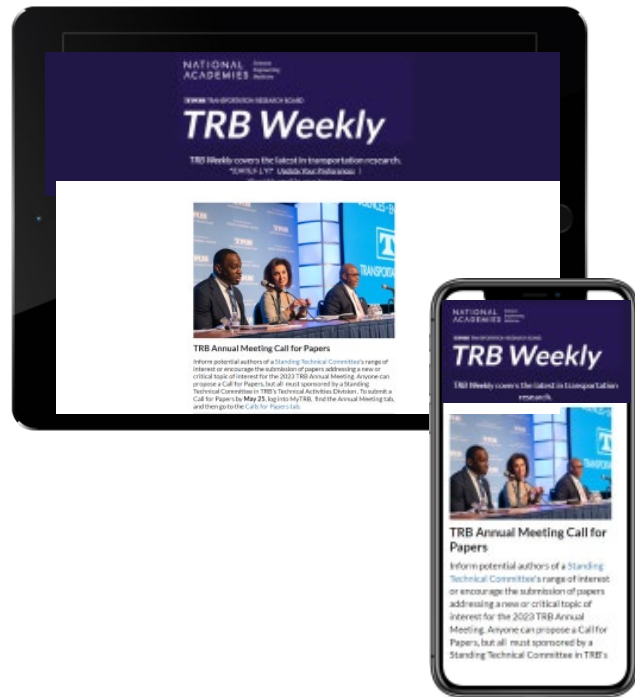 NATIONAL
ACADEMIES
Sciences
Engineering
Medicine
TRANSPORTATION RESEARCH BOARD
TRB Weekly
TRB Weekly covers the latest in transportation research.
Update Your Preferences |
TRANSPORTA
TRB Annual Meeting Call for Papers
Inform potential authors of a Standing Technical Committee's range of
interest or encourage the submission of papers addressing a new or
critical topic of interest for the 2023 TRB Annual Meeting. Anyone can
propose a Call for Papers, but all must sponsored by a Standing
Technical Committee in TRB's Technical Activities Division. To submit a
Call for Papers by May 25, log into MyTRB, find the Annual Meeting tab,
and then go to the Calls for Papers tab.
NATIONAL
ACADEMIES
Sciences
Engineering
Medicine
TRANSPORTATION RESEARCH BOARD
TRB Weekly
TRB Weekly covers the latest in transportation
research.
TRB Annual Meeting Call for
Papers
Inform potential authors of a Standing
Technical Committee's range of interest
or encourage the submission of papers
addressing a new or critical topic of
interest for the 2023 TRB Annual
Meeting. Anyone can propose a Call for
Papers, but all must sponsored by a
Standing Technical Committee in TRB's